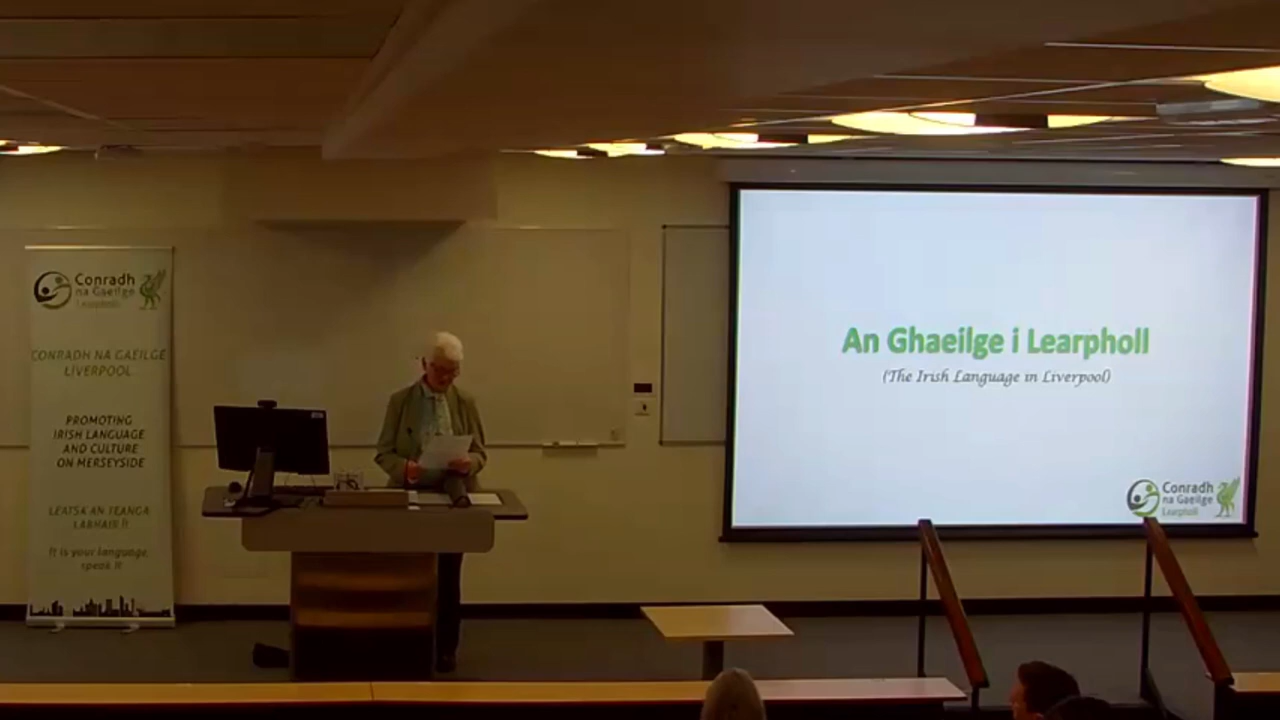 Conradh
na Gaeilge
Learpholl
CONRADH NA GAEILGE
LIVERPOOL
PROMOTING
IRISH LANGUAGE
AND CULTURE
ON MERSEYSIDE
LEATSA AN TEANGA
LABHAIR Í!
It is your language,
speak it
An Ghaeilge i Learpholl
(The Irish Language in Liverpool)
Conradh
na Gaeilge
Learpholl